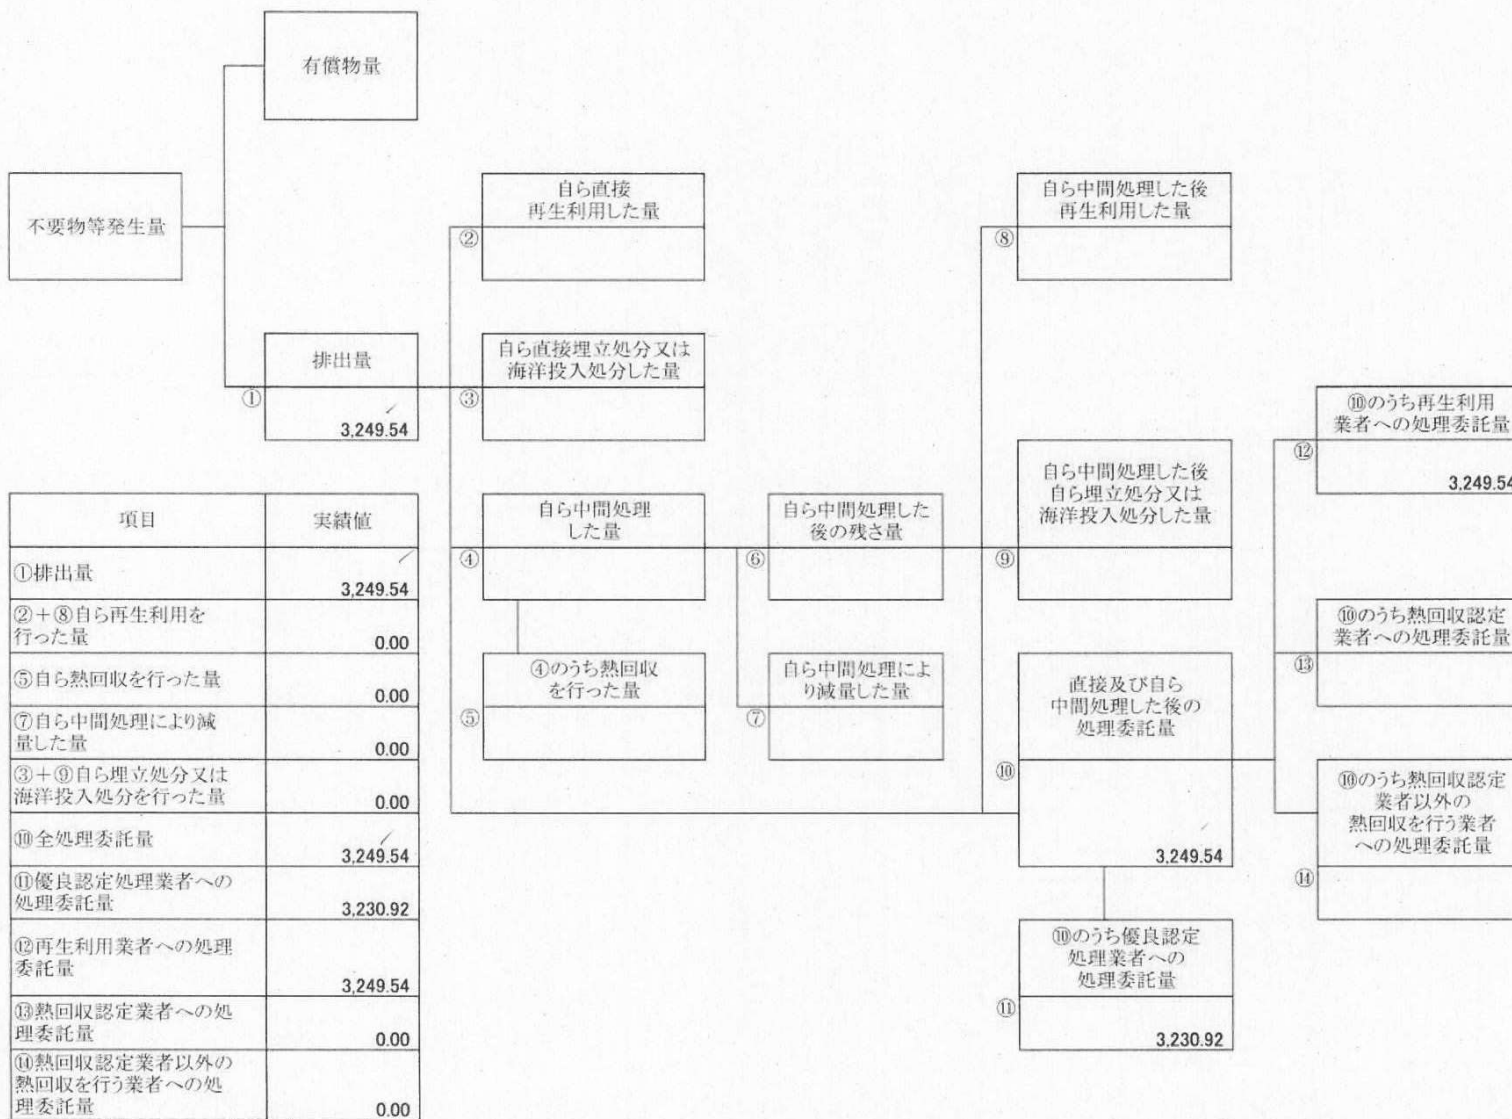 有償物量
不要物等発生量
自ら直接
再生利用した量
②
自ら中間処理した後
再生利用した量
⑧
排出量
①
3,249.54
自ら直接埋立処分又は
海洋投入処分した量
③
⑩のうち再生利用
業者への処理委託量
⑫
3,249.54
自ら中間処理
した量
④
自ら中間処理した
後の残さ量
⑥
自ら中間処理した後
自ら埋立処分又は
海洋投入処分した量
⑨
⑩のうち熱回収認定
業者への処理委託量
⑬
④のうち熱回収
を行った量
⑤
自ら中間処理によ
り減量した量
⑦
直接及び自ら
中間処理した後の
処理委託量
⑩
3,249.54
⑩のうち熱回収認定
業者以外の
熱回収を行う業者
への処理委託量
⑭
⑩のうち優良認定
処理業者への
処理委託量
⑪
3,230.92
項目 実績値
①排出量
3,249.54
②+⑧自ら再生利用を
行った量
0.00
⑤自ら熱回収を行った量
0.00
⑦自ら中間処理により減
量した量
0.00
③+⑨自ら埋立処分又は
海洋投入処分を行った量
0.00
⑩全処理委託量
3,249.54
⑪優良認定処理業者への
処理委託量
3,230.92
⑫再生利用業者への処理
委託量
3,249.54
⑬熱回収認定業者への処
理委託量
0.00
⑭熱回収認定業者以外の
熱回収を行う業者への処
理委託量
0.00